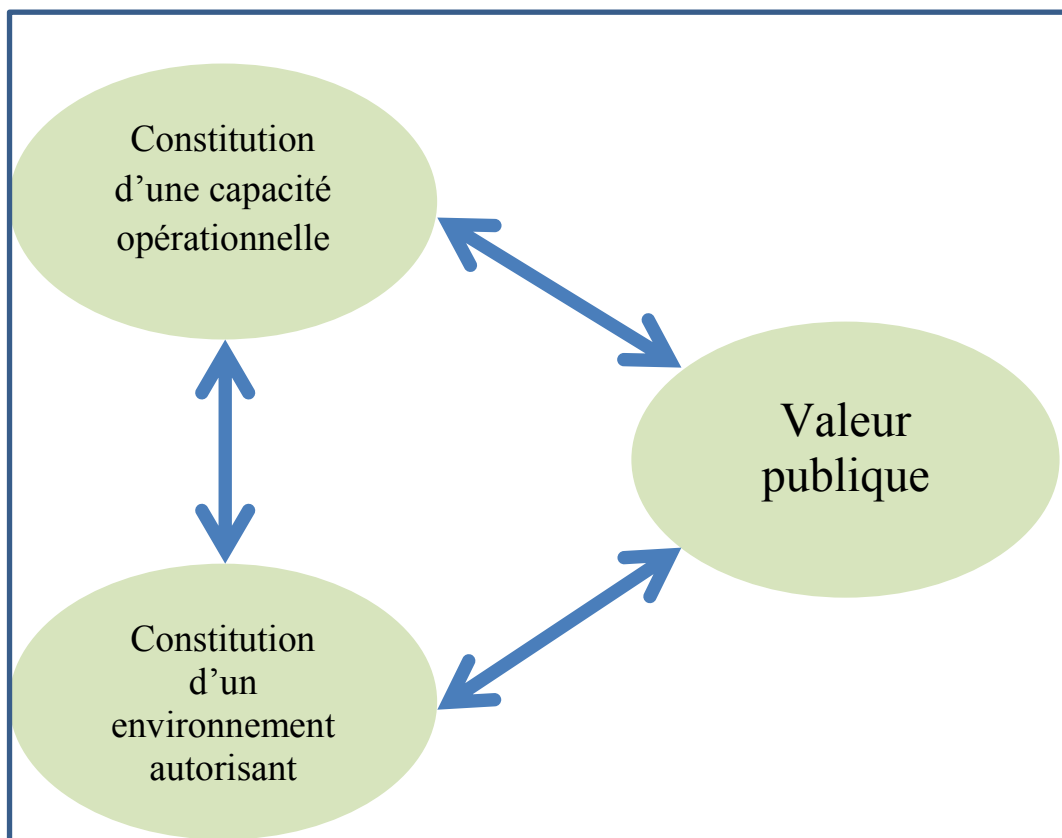 Constitution
d’une capacité
opérationnelle
Valeur
publique
Constitution
d’un
environnement
autorisant